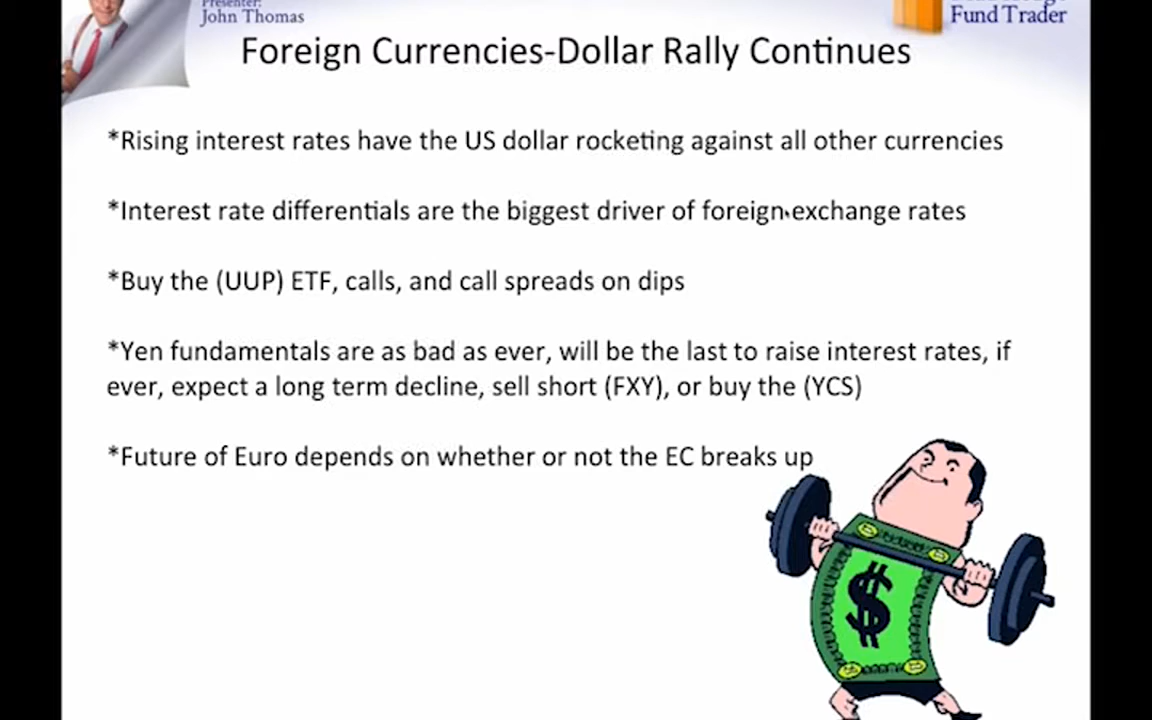 Presenter:
John Thomas
Fund Trader
Foreign Currencies-Dollar Rally Continues
*Rising interest rates have the US dollar rocketing against all other currencies
*Interest rate differentials are the biggest driver of foreign exchange rates
*Buy the (UUP) ETF, calls, and call spreads on dips
*Yen fundamentals are as bad as ever, will be the last to raise interest rates, if
ever, expect a long term decline, sell short (FXY), or buy the (YCS)
*Future of Euro depends on whether or not the EC breaks up
$